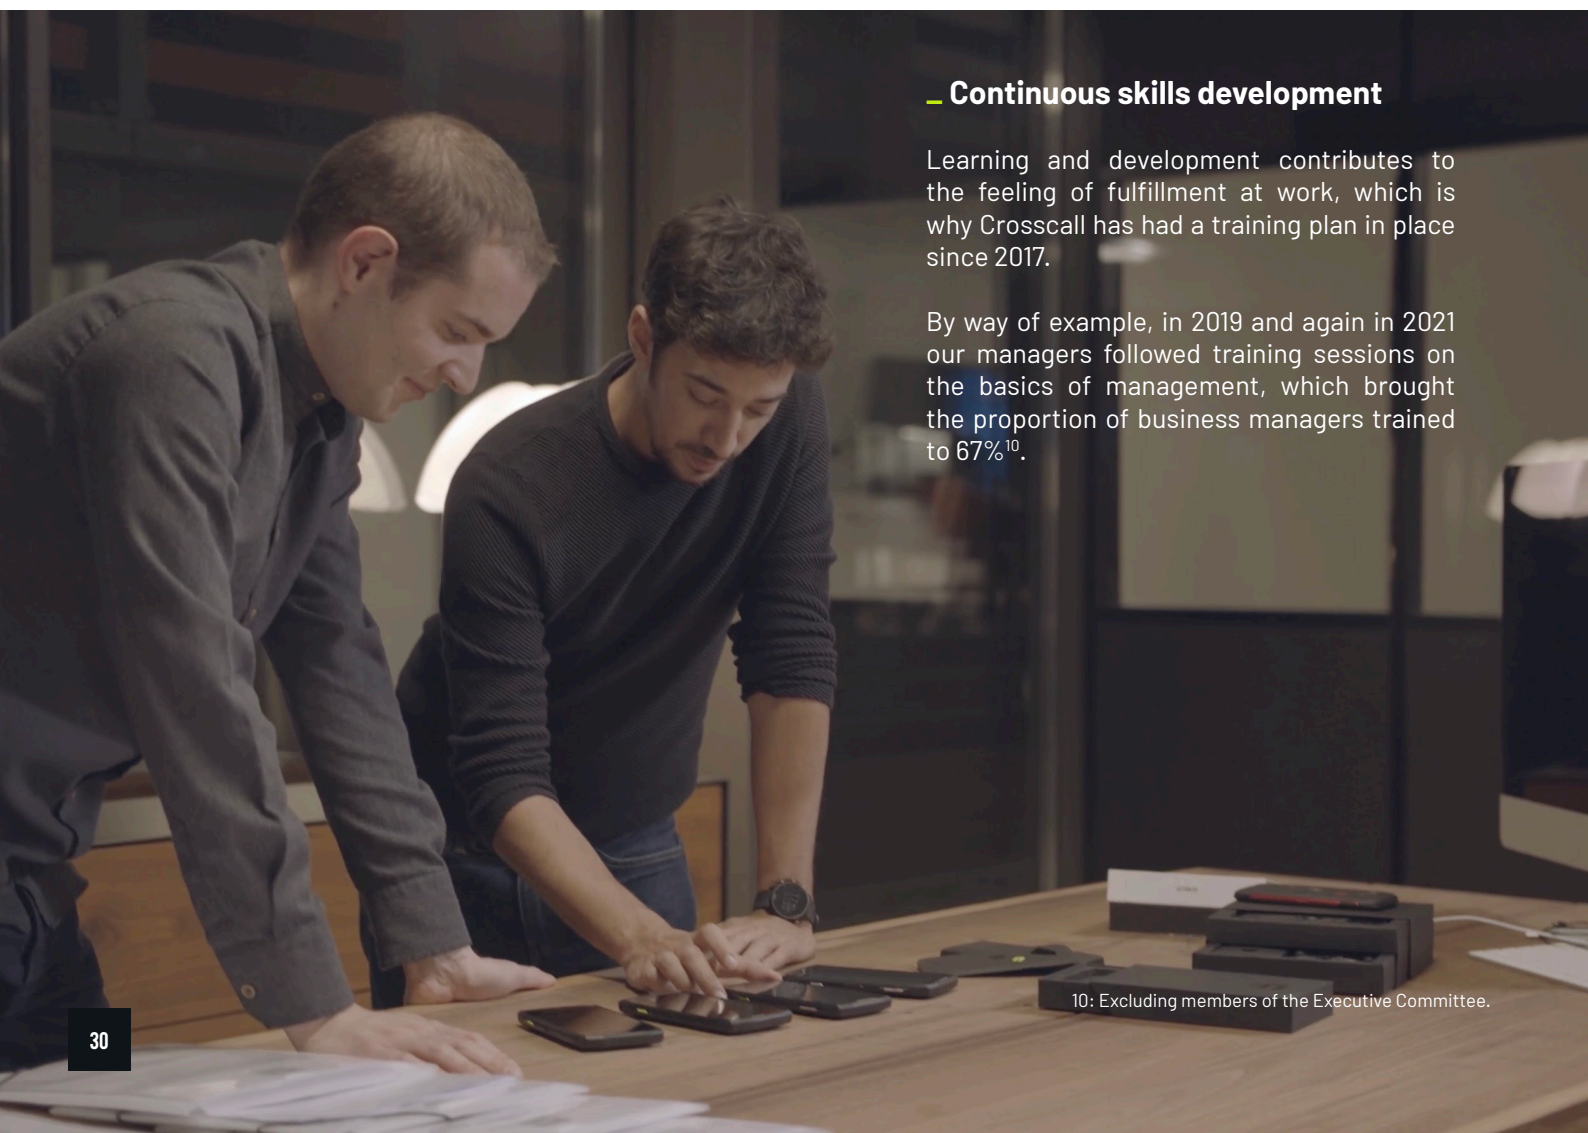 Continuous skills development
Learning and development contributes to
the feeling of fulfillment at work, which is
why Crosscall has had a training plan in place
since 2017.
By way of example, in 2019 and again in 2021
our managers followed training sessions on
the basics of management, which brought
the proportion of business managers trained
to 67%¹⁰.
10: Excluding members of the Executive Committee.
30